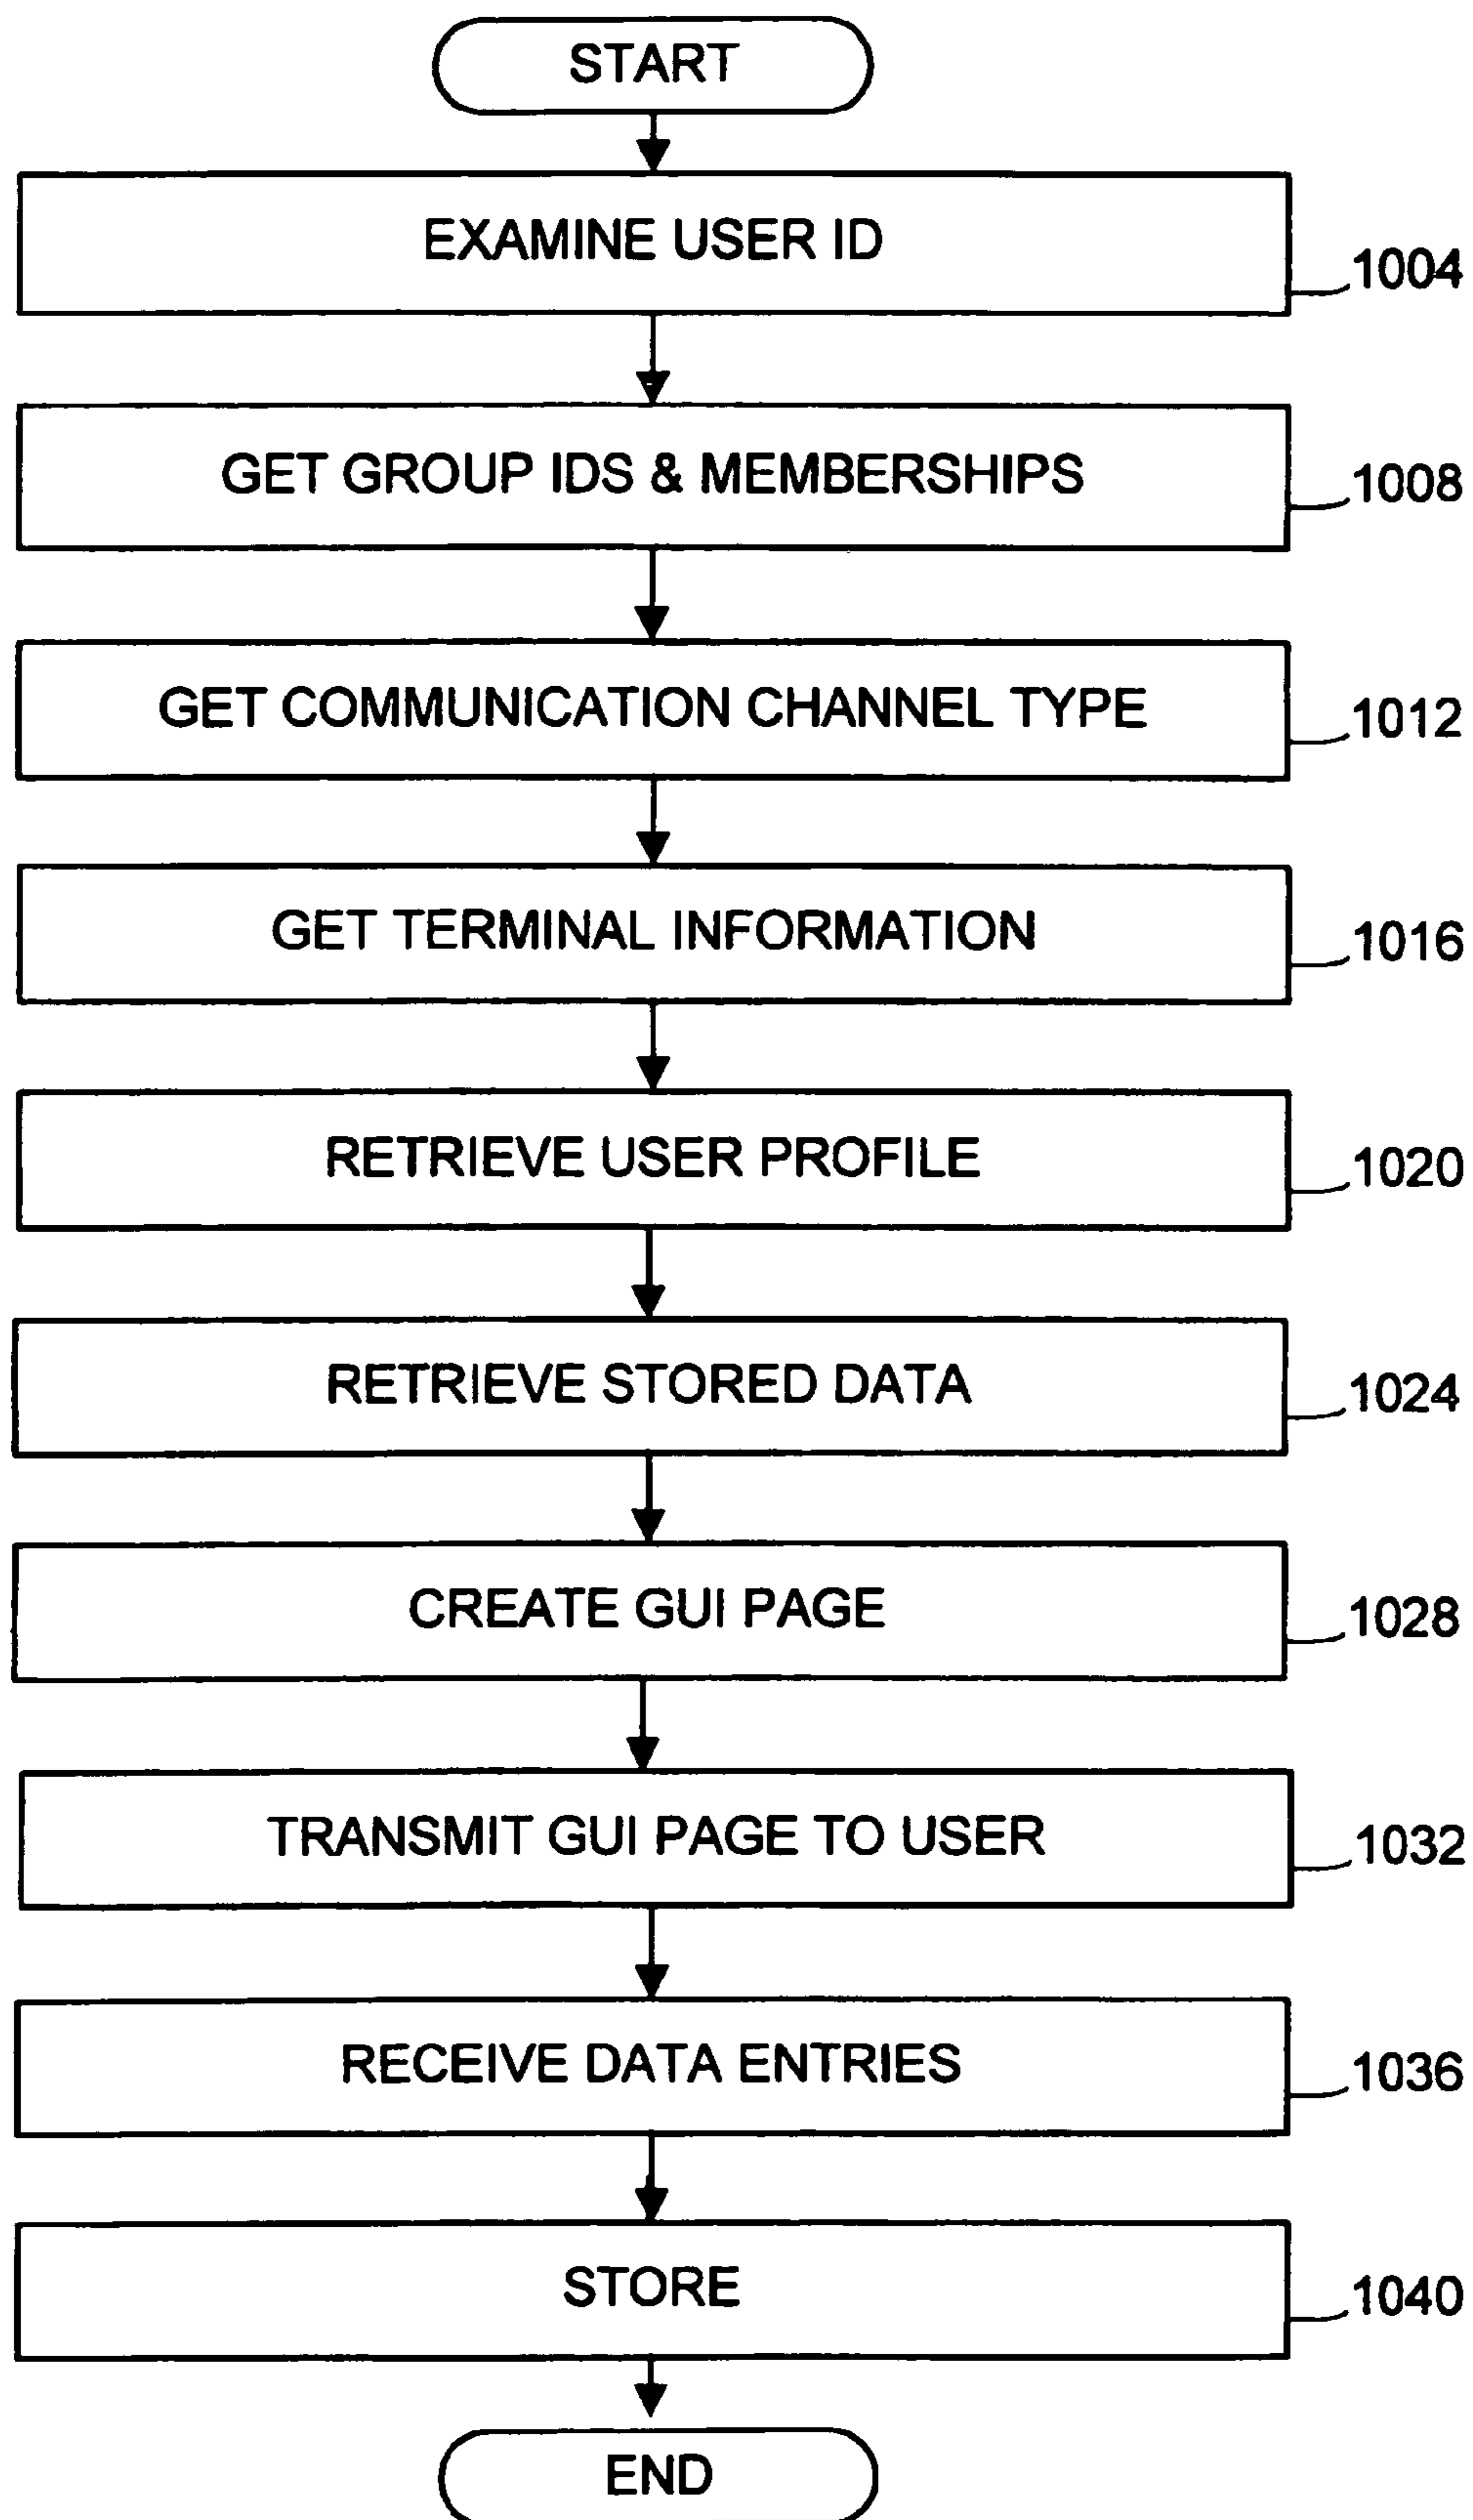 START
EXAMINE USER ID
1004
GET GROUP IDS & MEMBERSHIPS
1008
GET COMMUNICATION CHANNEL TYPE
1012
GET TERMINAL INFORMATION
1016
RETRIEVE USER PROFILE
1020
RETRIEVE STORED DATA
1024
CREATE GUI PAGE
1028
TRANSMIT GUI PAGE TO USER
1032
RECEIVE DATA ENTRIES
1036
STORE
1040
END